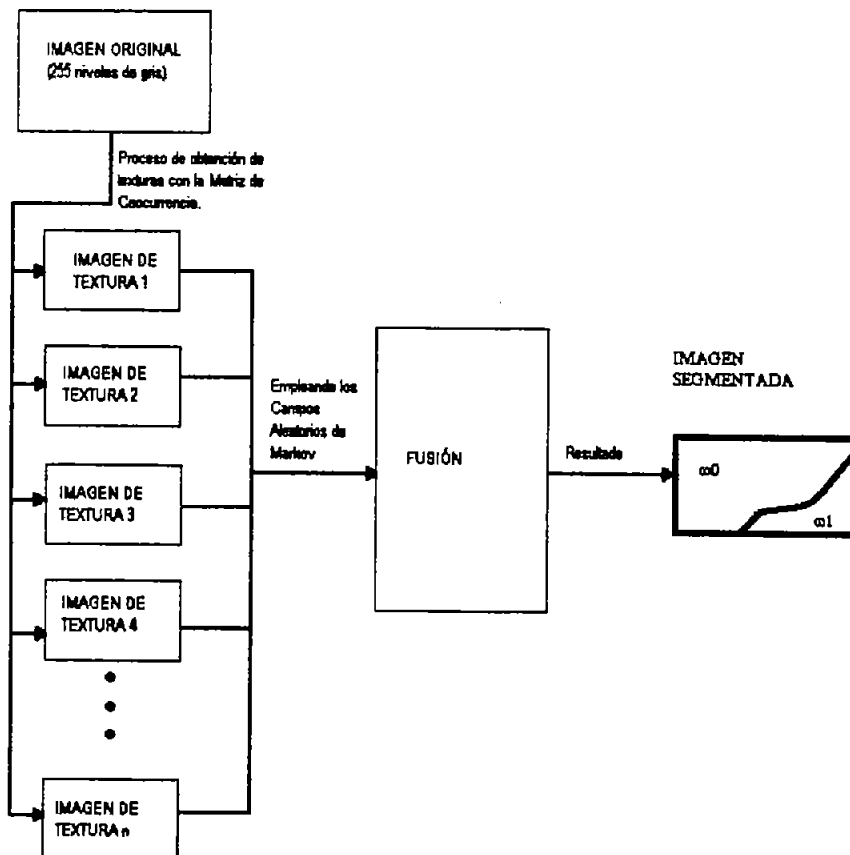 IMAGEN ORIGINAL
(255 niveles de gris)
Proceso de obtención de
texturas con la Matriz de
Coocurrencia.
IMAGEN DE
TEXTURA 1
IMAGEN DE
TEXTURA 2
IMAGEN DE
TEXTURA 3
IMAGEN DE
TEXTURA 4
IMAGEN DE
TEXTURA n
Empleando los
Campos
Aleatorios de
Markov
FUSIÓN
Resultado
IMAGEN
SEGMENTADA
ω0
ω1